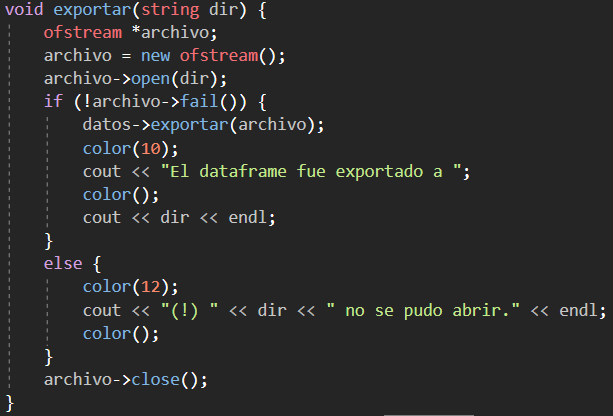 void exportar(string dir) {
    ofstream *archivo;
    archivo = new ofstream();
    archivo->open(dir);
    if (!archivo->fail()) {
        datos->exportar(archivo);
        color(10);
        cout << "El dataframe fue exportado a ";
        color();
        cout << dir << endl;
    }
    else {
        color(12);
        cout << "(!) " << dir << " no se pudo abrir." << endl;
        color();
    }
    archivo->close();
}